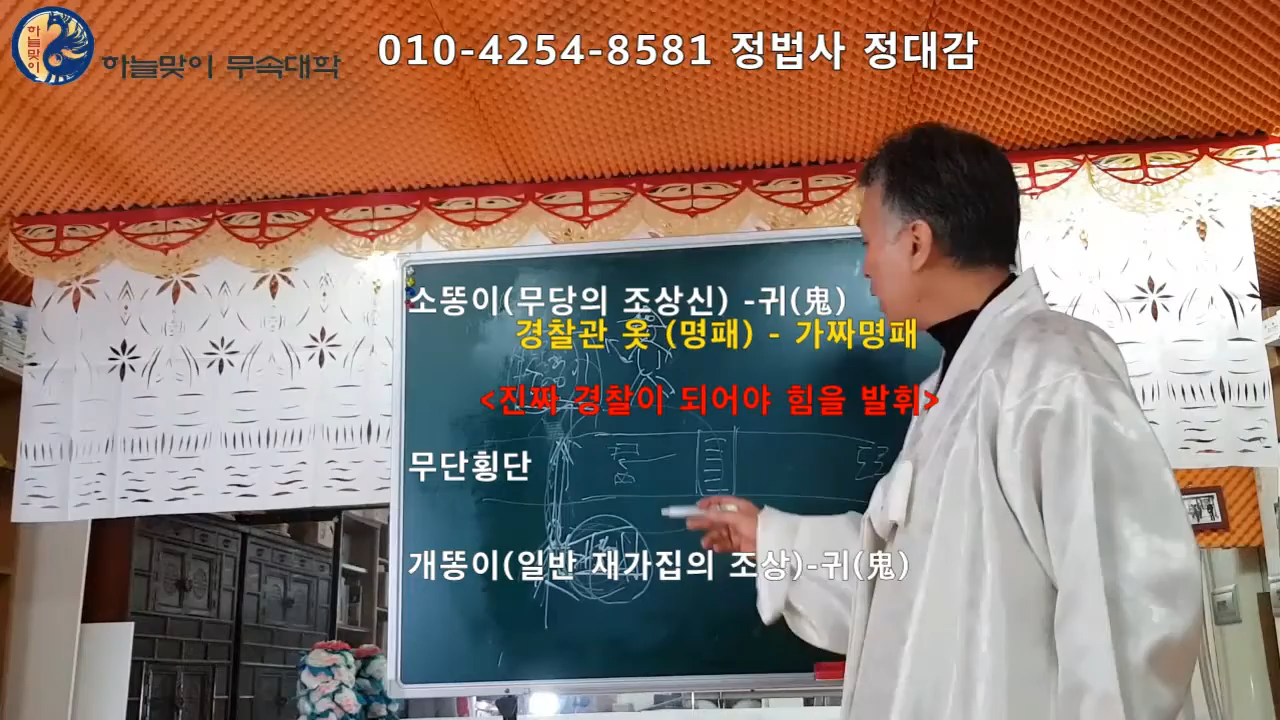 하늘맞이
하늘맞이 무속대학
010-4254-8581 정법사 정대감
소똥이(무당의 조상신) -귀(鬼)
경찰관 옷 (명패) - 가짜명패
<진짜 경찰이 되어야 힘을 발휘>
무단횡단
개똥이(일반 재가집의 조상)-귀(鬼)